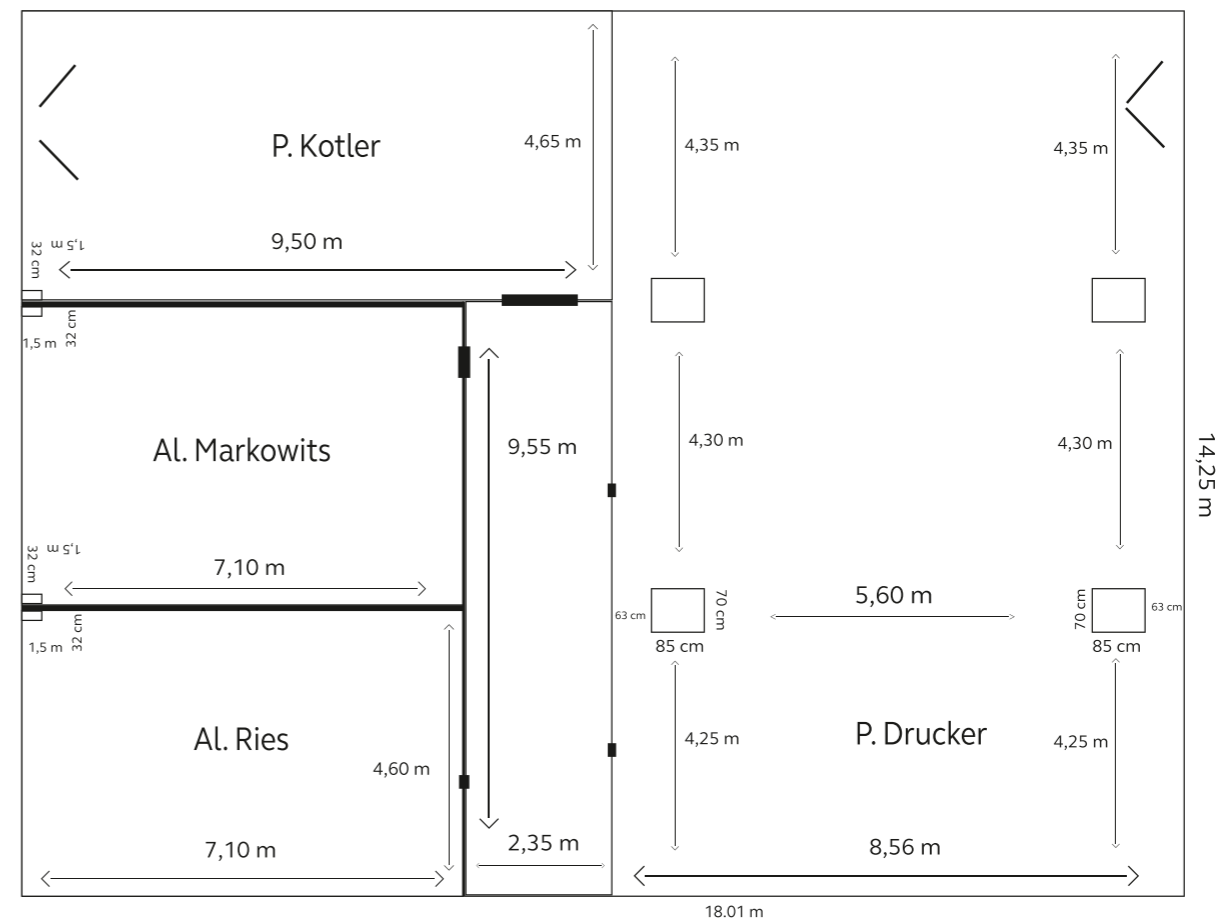 4,65 m
P. Kotler
4,35 m
4,35 m
9,50 m
1,5 m
32 cm
1,5 m
32 cm
Al. Markowits
9,55 m
4,30 m
4,30 m
14,25 m
1,5 m
32 cm
7,10 m
1,5 m
32 cm
63 cm
70 cm
85 cm
5,60 m
70 cm
63 cm
85 cm
Al. Ries
4,60 m
4,25 m
P. Drucker
4,25 m
7,10 m
2,35 m
8,56 m
18.01 m